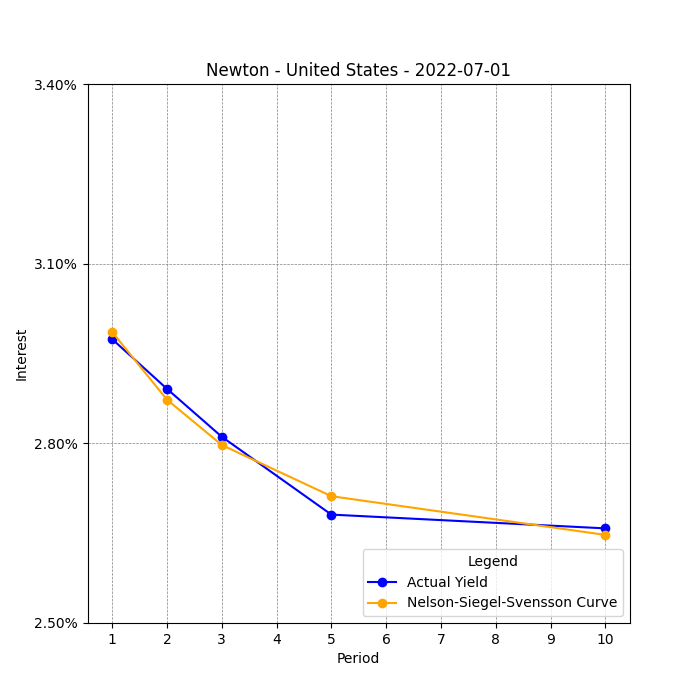 Newton - United States - 2022-07-01
3.40%
3.10%
2.80%
2.50%
Interest
1 2 3 4 5 6 7 8 9 10
Period
Legend
Actual Yield
Nelson-Siegel-Svensson Curve